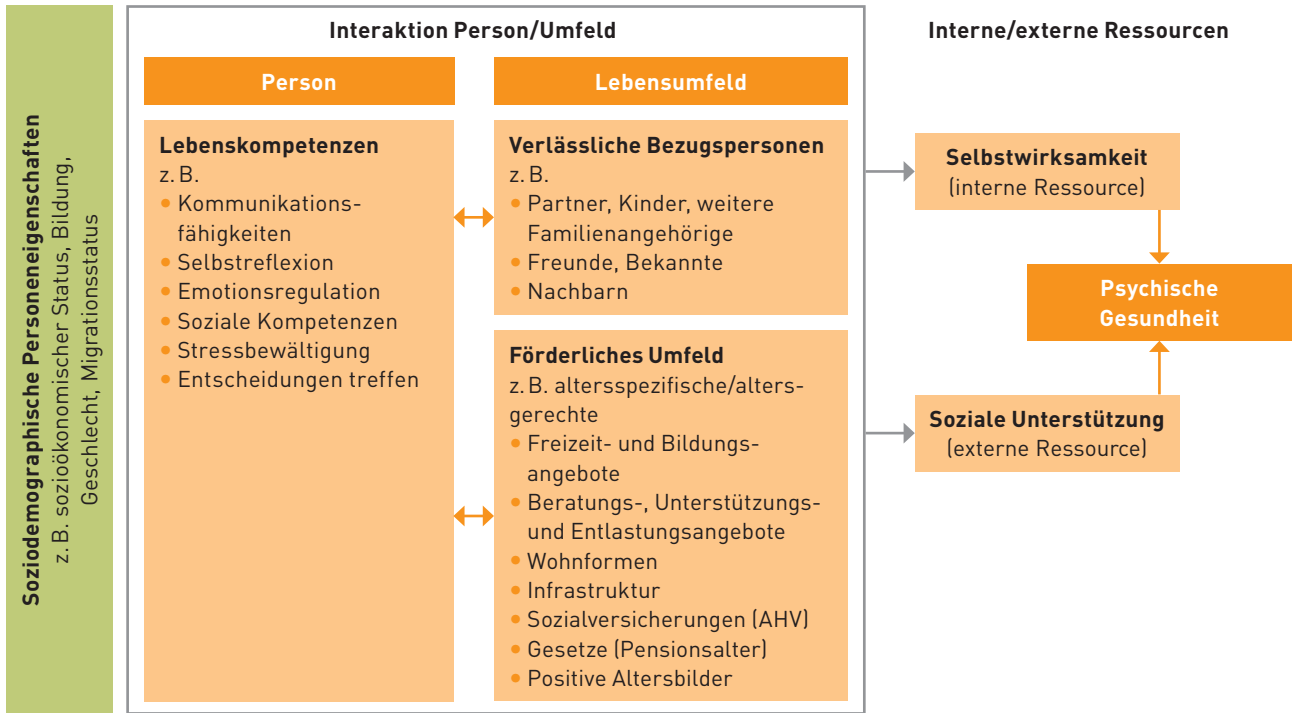 Soziodemographische Personeneigenschaften
z. B. sozioökonomischer Status, Bildung,
Geschlecht, Migrationsstatus
Interaktion Person/Umfeld
Person
Lebenskompetenzen
z. B.
• Kommunikations-
fähigkeiten
• Selbstreflexion
• Emotionsregulation
• Soziale Kompetenzen
• Stressbewältigung
• Entscheidungen treffen
Lebensumfeld
Verlässliche Bezugspersonen
z. B.
• Partner, Kinder, weitere
Familienangehörige
• Freunde, Bekannte
• Nachbarn
Förderliches Umfeld
z. B. altersspezifische/alters-
gerechte
• Freizeit- und Bildungs-
angebote
• Beratungs-, Unterstützungs-
und Entlastungsangebote
• Wohnformen
• Infrastruktur
• Sozialversicherungen (AHV)
• Gesetze (Pensionsalter)
• Positive Altersbilder
Interne/externe Ressourcen
Selbstwirksamkeit
(interne Ressource)
Psychische
Gesundheit
Soziale Unterstützung
(externe Ressource)